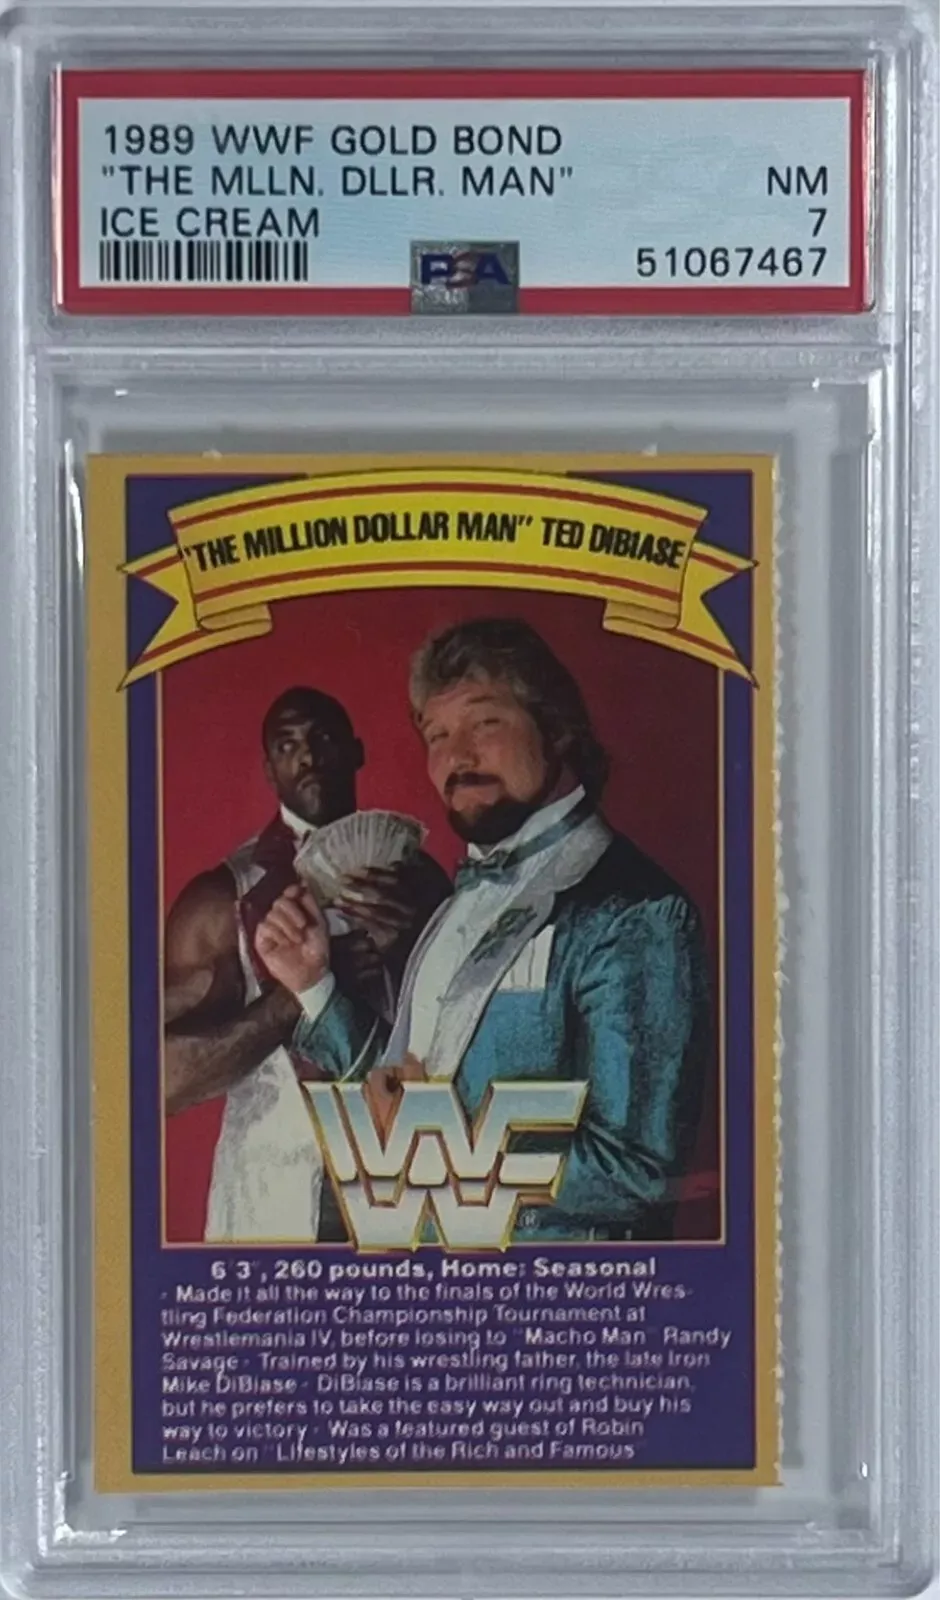 1989 WWF GOLD BOND
"THE MLLN. DLLR. MAN" NM
ICE CREAM 7
PSA 51067467
"THE MILLION DOLLAR MAN" TED DIBIASE
WF
®
6'3", 260 pounds, Home: Seasonal
· Made it all the way to the finals of the World Wres-
tling Federation Championship Tournament at
Wrestlemania IV, before losing to "Macho Man" Randy
Savage · Trained by his wrestling father, the late Iron
Mike DiBiase · DiBiase is a brilliant ring technician,
but he prefers to take the easy way out and buy his
way to victory · Was a featured guest of Robin
Leach on "Lifestyles of the Rich and Famous"